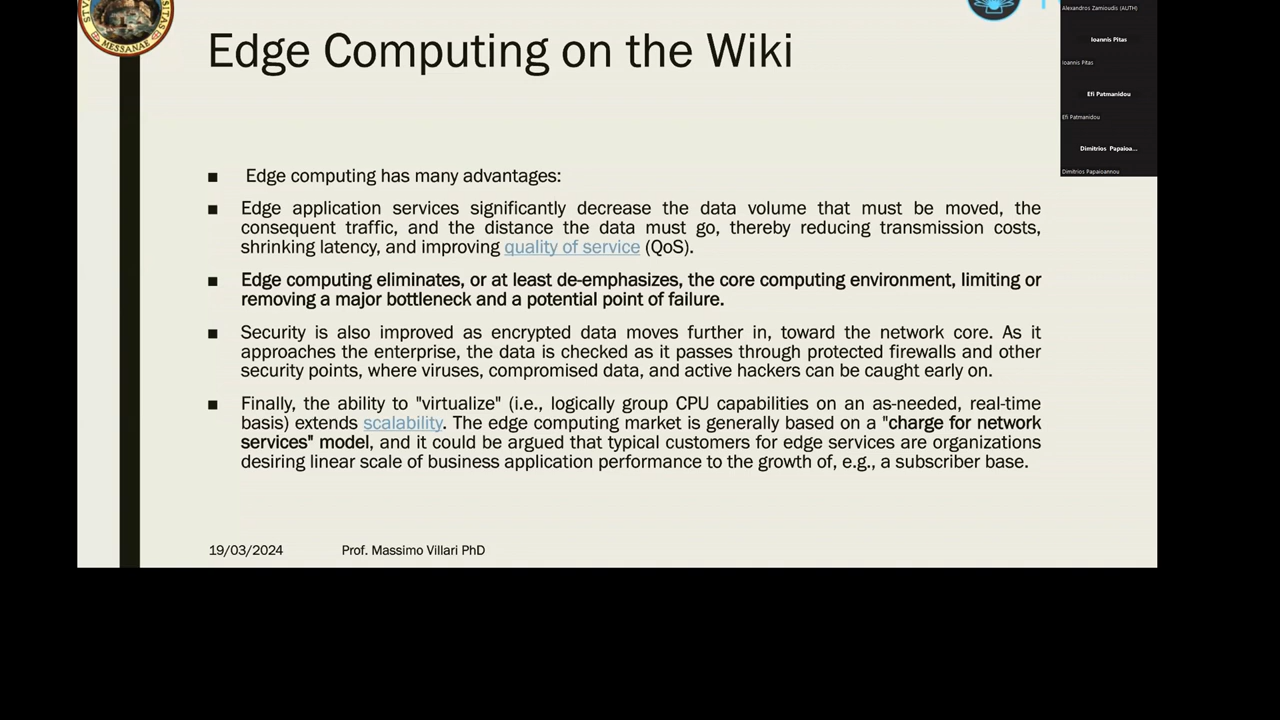 MESSANAE
Alexandros Zamioudis (AUTH)
Ioannis Pitas
Ioannis Pitas
Efi Patmanidou
Efi Patmanidou
Dimitrios Papaioa...
Dimitrios Papaioannou
Edge Computing on the Wiki
■ Edge computing has many advantages:
■ Edge application services significantly decrease the data volume that must be moved, the
consequent traffic, and the distance the data must go, thereby reducing transmission costs,
shrinking latency, and improving quality of service (QoS).
■ Edge computing eliminates, or at least de-emphasizes, the core computing environment, limiting or
removing a major bottleneck and a potential point of failure.
■ Security is also improved as encrypted data moves further in, toward the network core. As it
approaches the enterprise, the data is checked as it passes through protected firewalls and other
security points, where viruses, compromised data, and active hackers can be caught early on.
■ Finally, the ability to "virtualize" (i.e., logically group CPU capabilities on an as-needed, real-time
basis) extends scalability. The edge computing market is generally based on a "charge for network
services" model, and it could be argued that typical customers for edge services are organizations
desiring linear scale of business application performance to the growth of, e.g., a subscriber base.
19/03/2024 Prof. Massimo Villari PhD